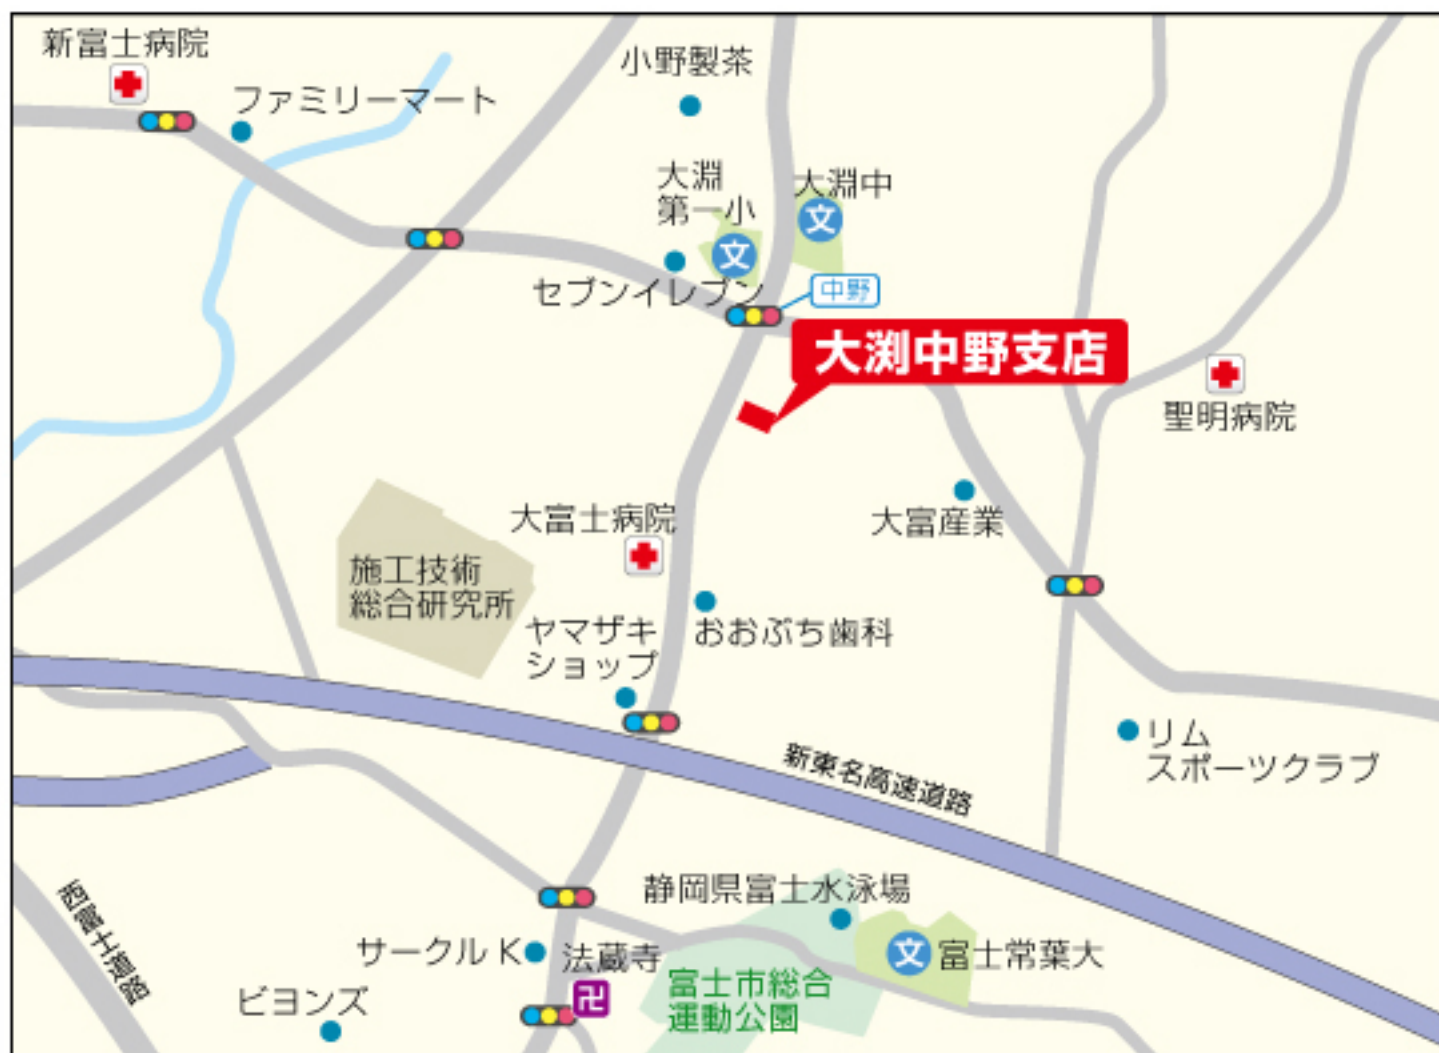 新富士病院
ファミリーマート
小野製茶
大淵
第一小
大淵中
セブンイレブン
中野
大渕中野支店
聖明病院
大富士病院
大富産業
施工技術
総合研究所
ヤマザキ
ショップ
おおぶち歯科
リム
スポーツクラブ
新東名高速道路
西富士道路
静岡県富士水泳場
サークルK
法蔵寺
文
文
文
富士常葉大
富士市総合
運動公園
ビヨンズ
卍